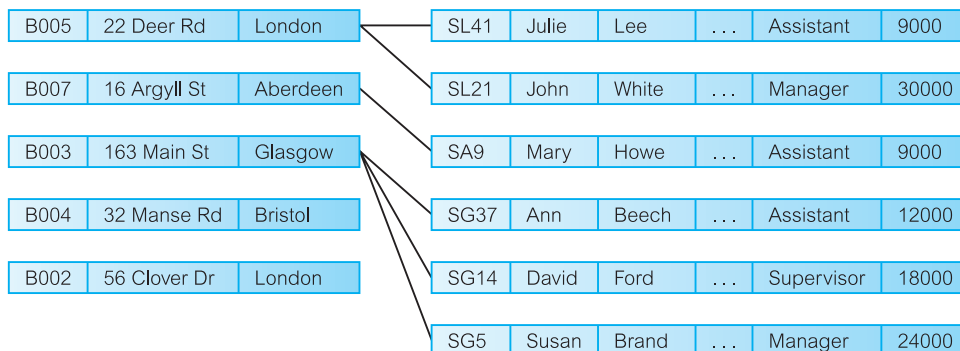 B005 22 Deer Rd London SL41 Julie Lee ... Assistant 9000
B007 16 Argyll St Aberdeen SL21 John White ... Manager 30000
B003 163 Main St Glasgow SA9 Mary Howe ... Assistant 9000
B004 32 Manse Rd Bristol SG37 Ann Beech ... Assistant 12000
B002 56 Clover Dr London SG14 David Ford ... Supervisor 18000
SG5 Susan Brand ... Manager 24000